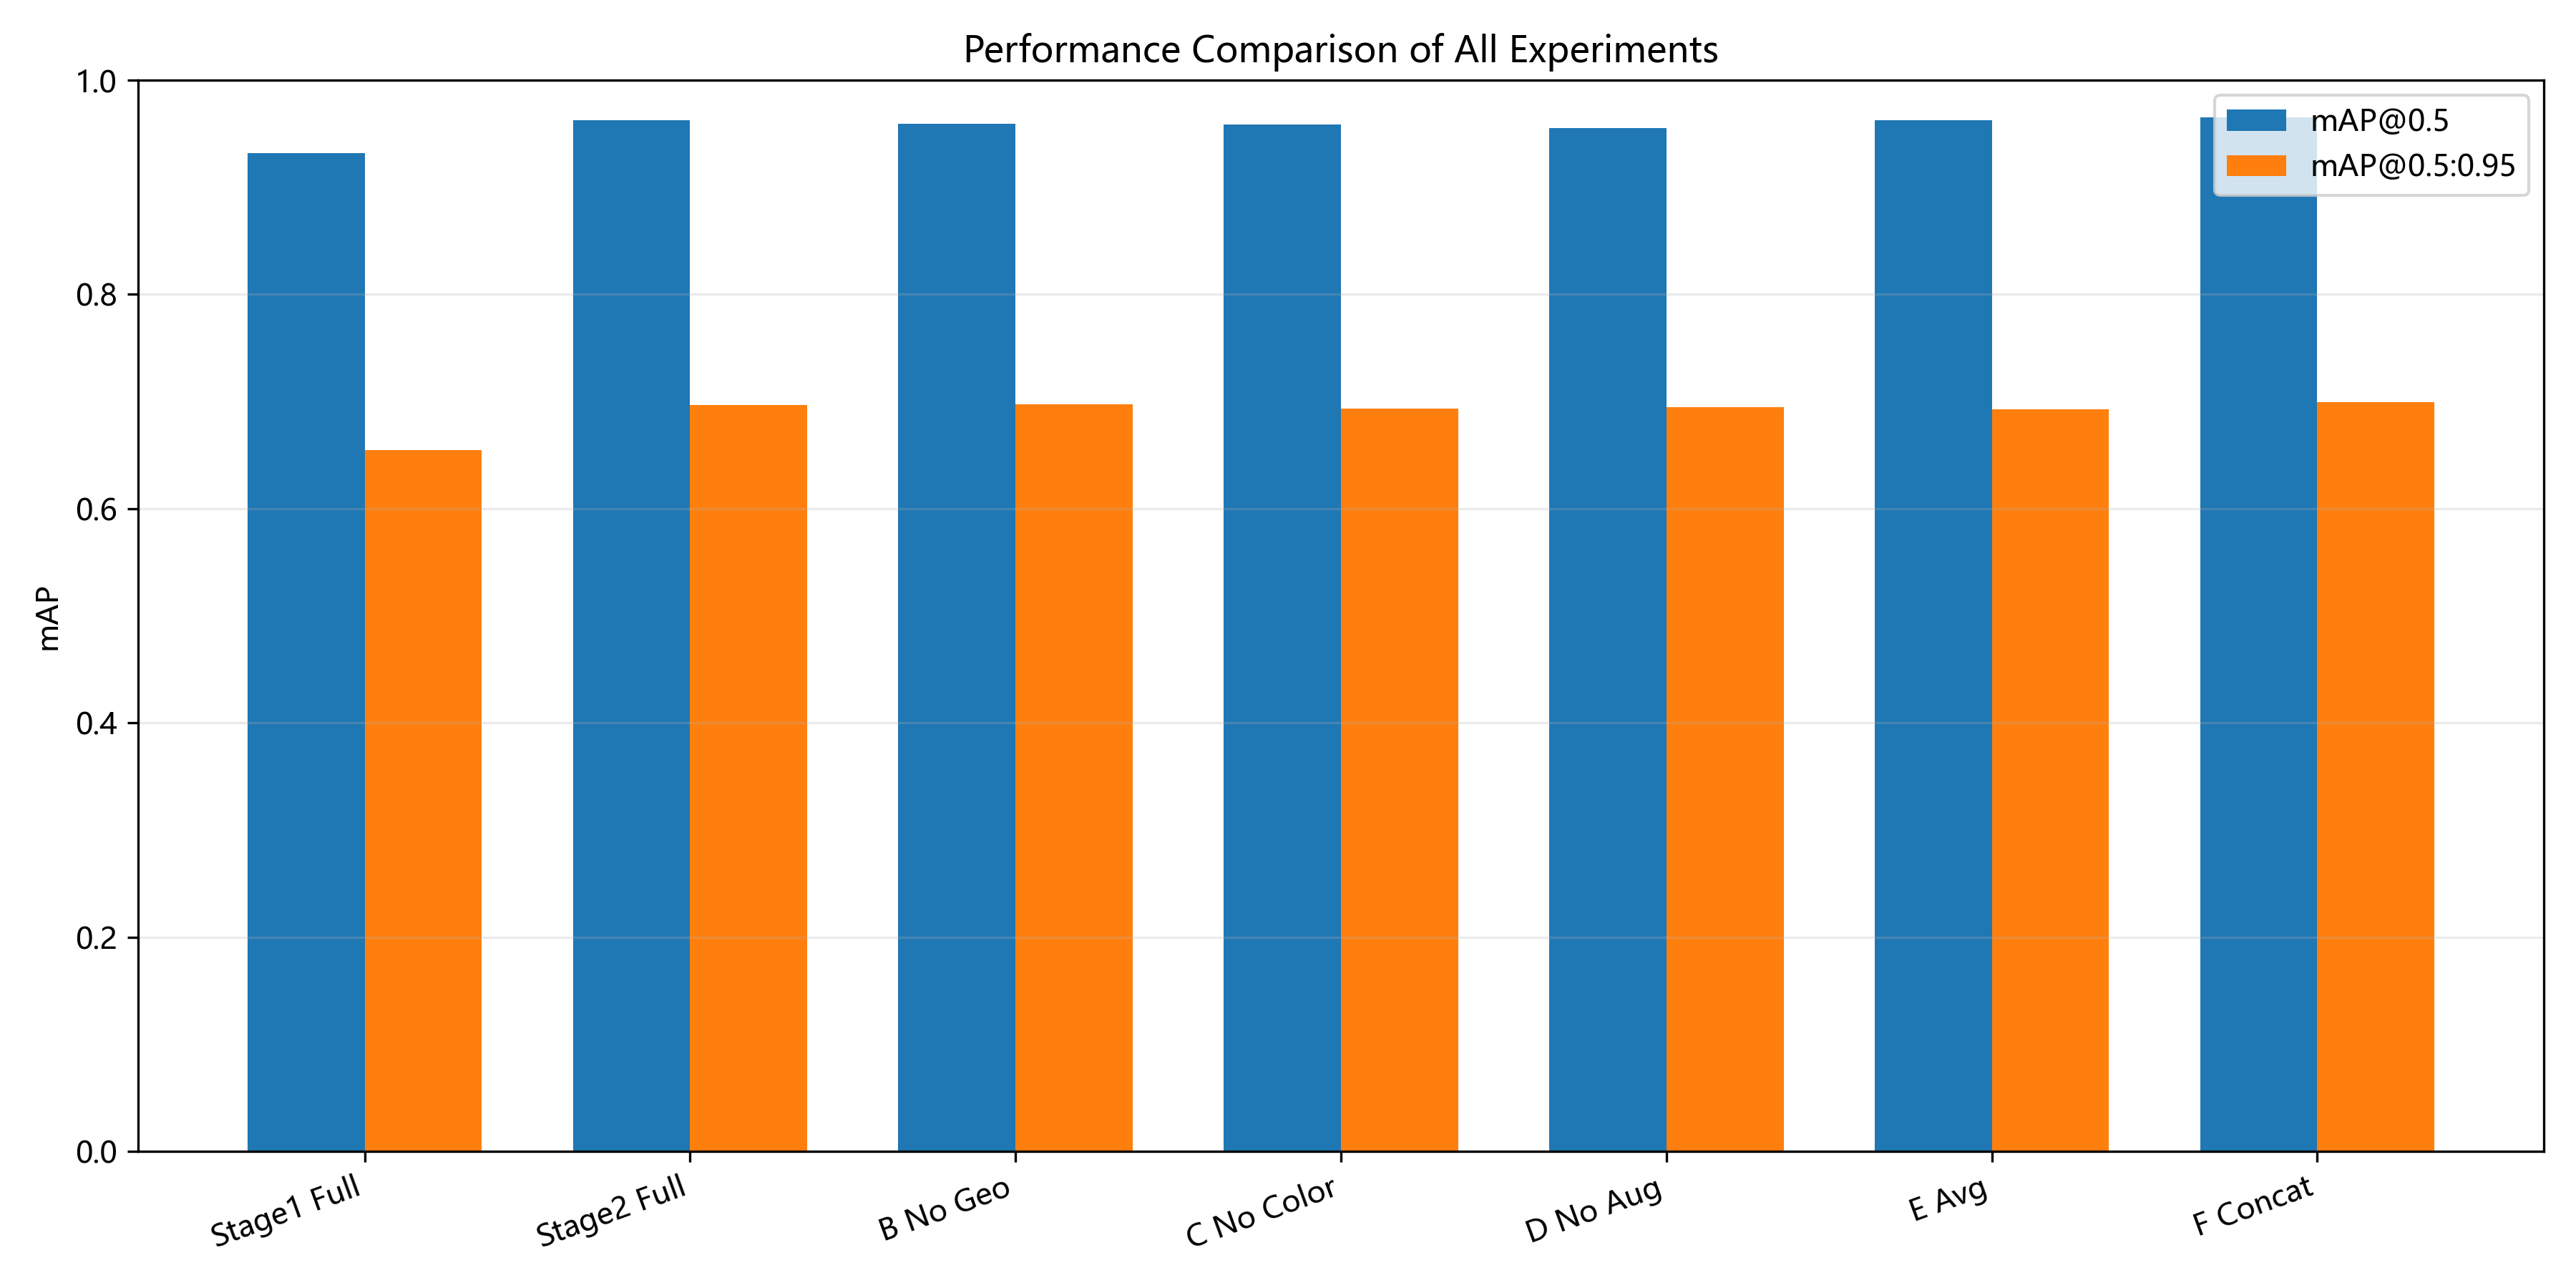 Performance Comparison of All Experiments
mAP@0.5
mAP@0.5:0.95
mAP
1.0
0.8
0.6
0.4
0.2
0.0
Stage1 Full
Stage2 Full
B No Geo
C No Color
D No Aug
E Avg
F Concat